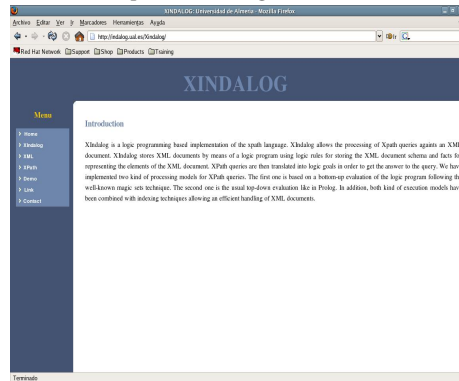 XINDALOG: Universidad de Almeria - Mozilla Firefox
Archivo Editar Ver Ir Marcadores Herramientas Ayuda
http://indalog.ual.es/Xindalog/ Ir
Red Hat Network Support Shop Products Training
XINDALOG
Menu
Home
XIndalog
XML
XPath
Demo
Link
Contact
Introduction
XIndalog is a logic programming based implementation of the xpath language. XIndalog allows the processing of Xpath queries againts an XML
document. XIndalog stores XML documents by means of a logic program using logic rules for storing the XML document schema and facts fo
representing the elements of the XML document. XPath queries are then translated into logic goals in order to get the answer to the query. We hav
implemented two kind of processing models for XPath queries. The first one is based on a bottom-up evaluation of the logic program following th
well-known magic sets technique. The second one is the usual top-down evaluation like in Prolog. In addition, both kind of execution models hav
been combined with indexing techniques allowing an efficient handling of XML documents.
Terminado